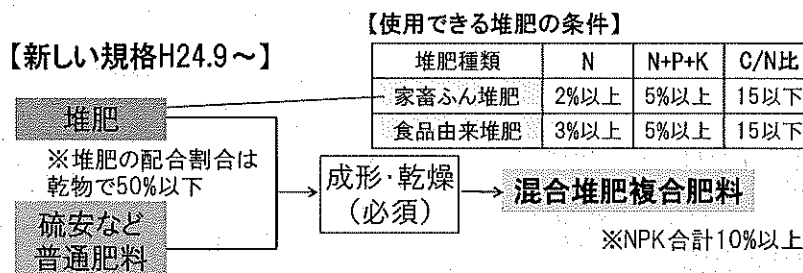 【使用できる堆肥の条件】
【新しい規格H24.9～】
堆肥種類 N N+P+K C/N比
家畜ふん堆肥 2%以上 5%以上 15以下
食品由来堆肥 3%以上 5%以上 15以下
堆肥
※堆肥の配合割合は
乾物で50%以下
硫安など
普通肥料
成形・乾燥
(必須)
混合堆肥複合肥料
※NPK合計10%以上